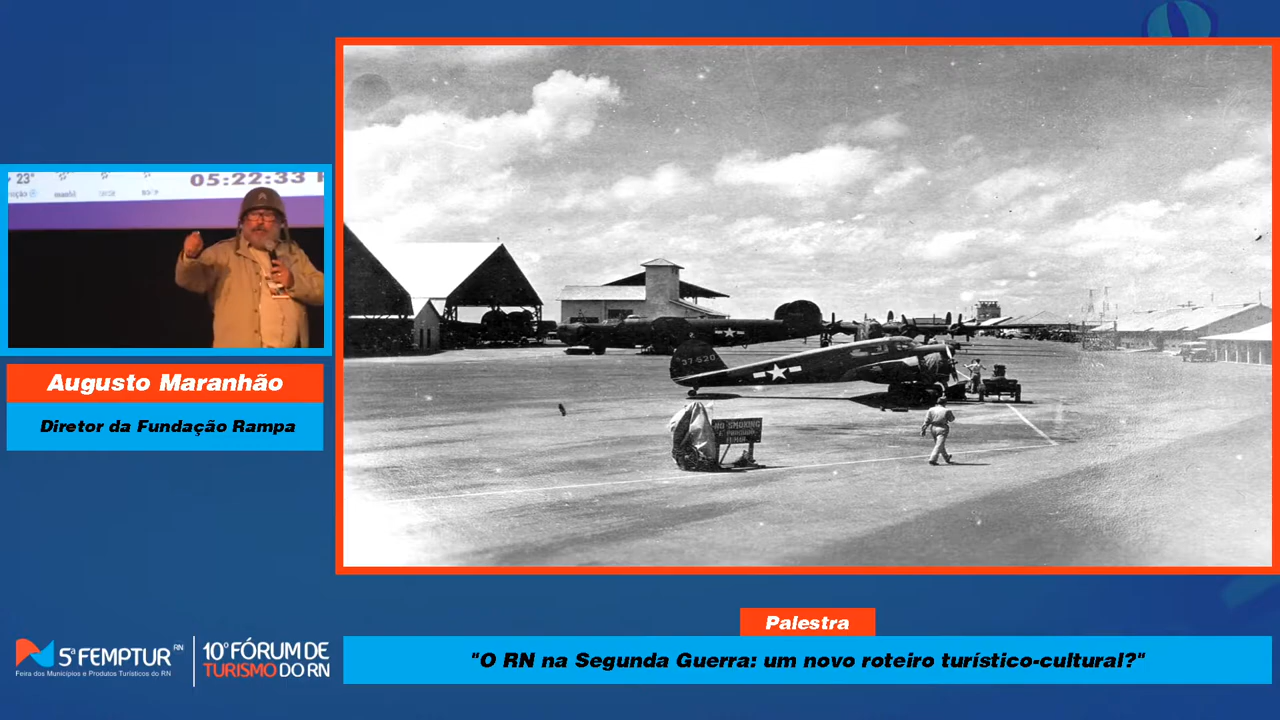 23°
manhã
noite
05:22:33
37-520
NO SMOKING
Augusto Maranhão
Diretor da Fundação Rampa
Palestra
"O RN na Segunda Guerra: um novo roteiro turístico-cultural?"
5ª FEMPTUR RN
Feira dos Municípios e Produtos Turísticos do RN
10º FÓRUM DE
TURISMO DO RN